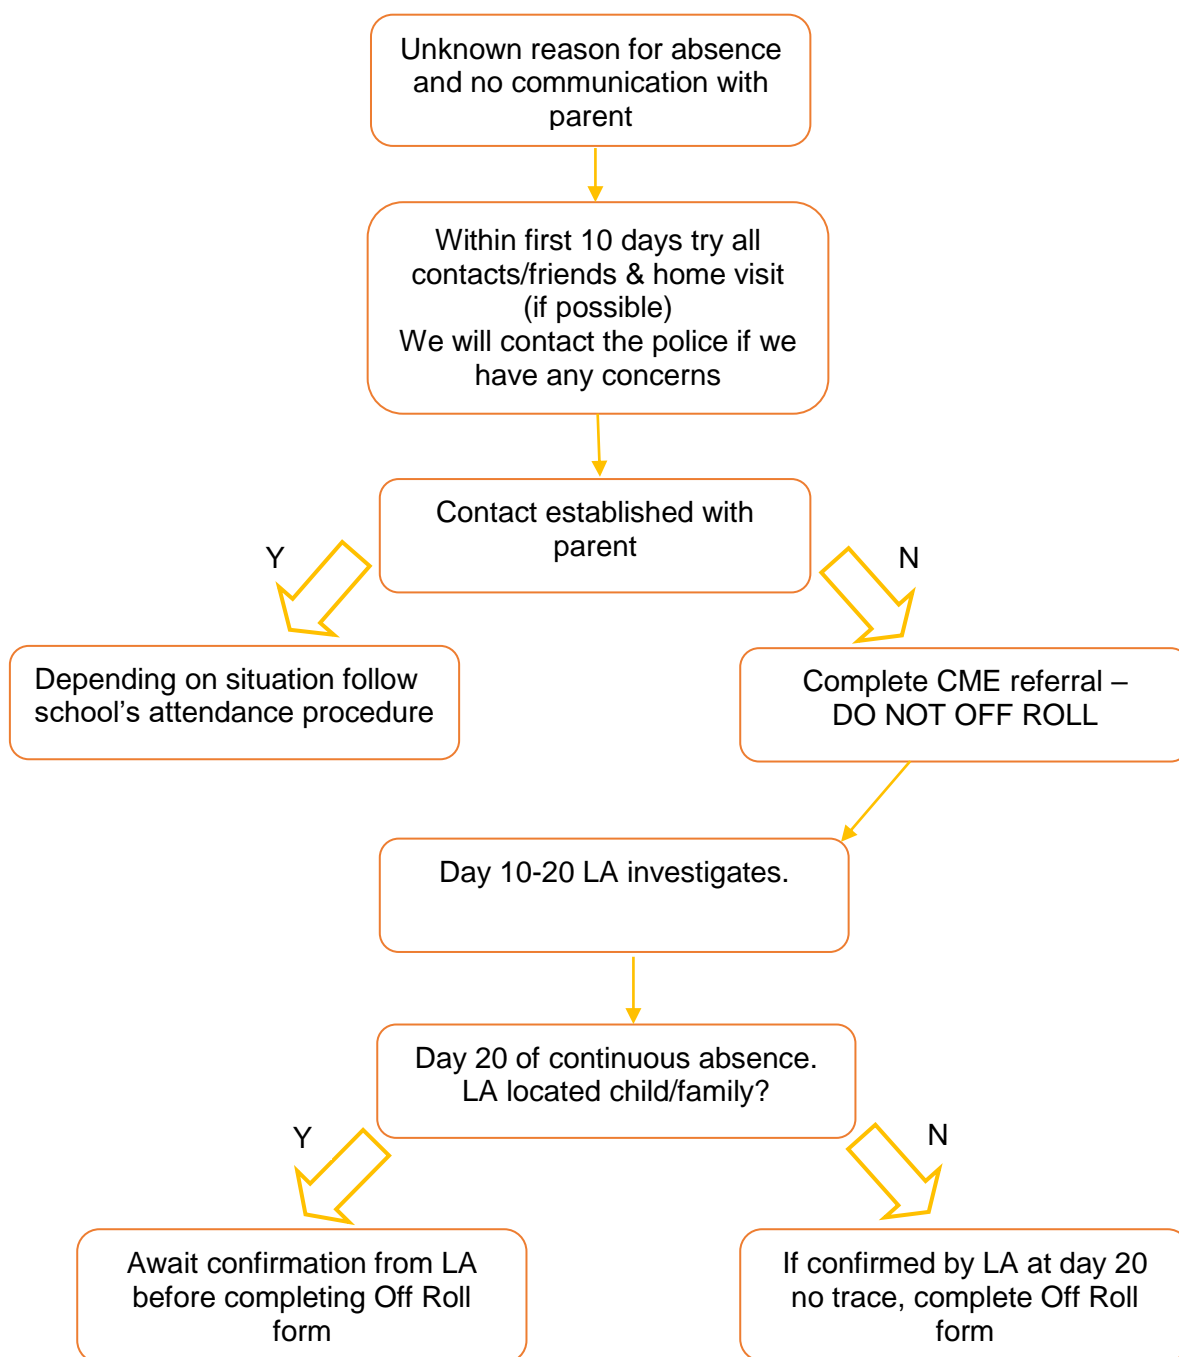 Unknown reason for absence
and no communication with
parent
Within first 10 days try all
contacts/friends & home visit
(if possible)
We will contact the police if we
have any concerns
Contact established with
parent
Y
N
Depending on situation follow
school’s attendance procedure
Complete CME referral –
DO NOT OFF ROLL
Day 10-20 LA investigates.
Day 20 of continuous absence.
LA located child/family?
Y
N
Await confirmation from LA
before completing Off Roll
form
If confirmed by LA at day 20
no trace, complete Off Roll
form